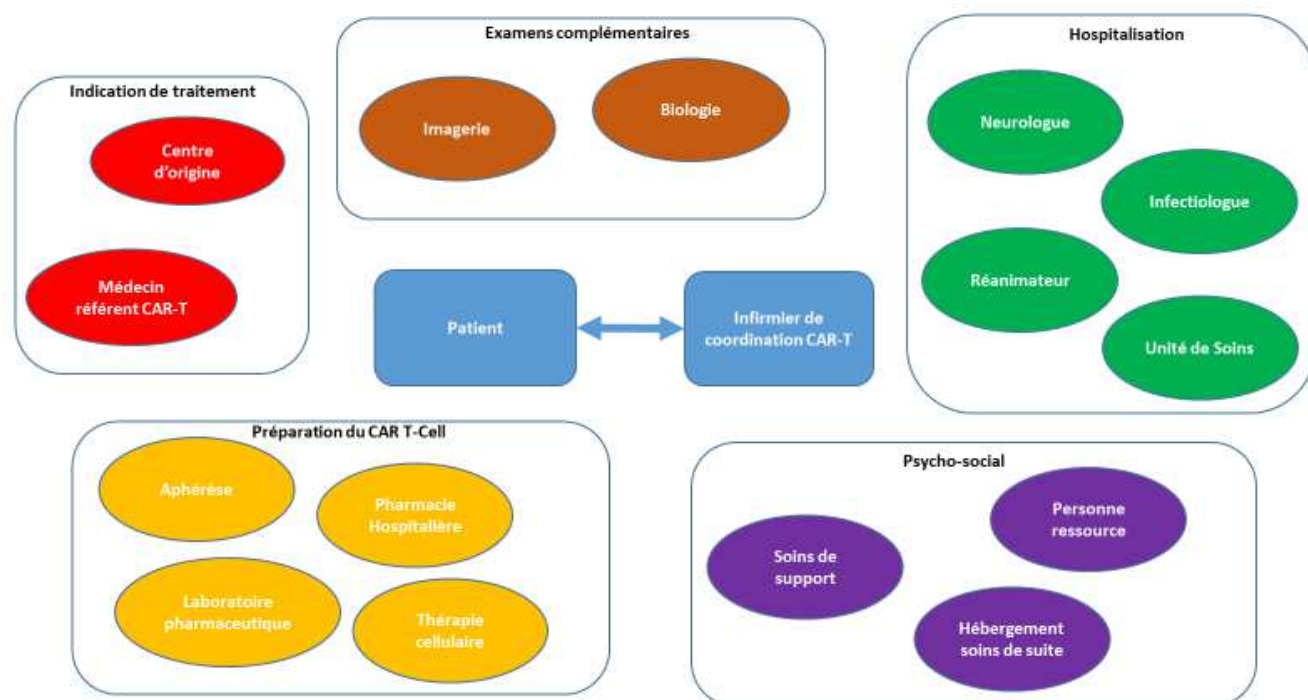 Indication de traitement
Centre
d’origine
Médecin
référent CAR-T
Examens complémentaires
Imagerie
Biologie
Hospitalisation
Neurologue
Infectiologue
Réanimateur
Unité de Soins
Patient
Infirmier de
coordination CAR-T
Préparation du CAR T-Cell
Aphérèse
Pharmacie
Hospitalière
Laboratoire
pharmaceutique
Thérapie
cellulaire
Psycho-social
Personne
ressource
Soins de
support
Hébergement
soins de suite